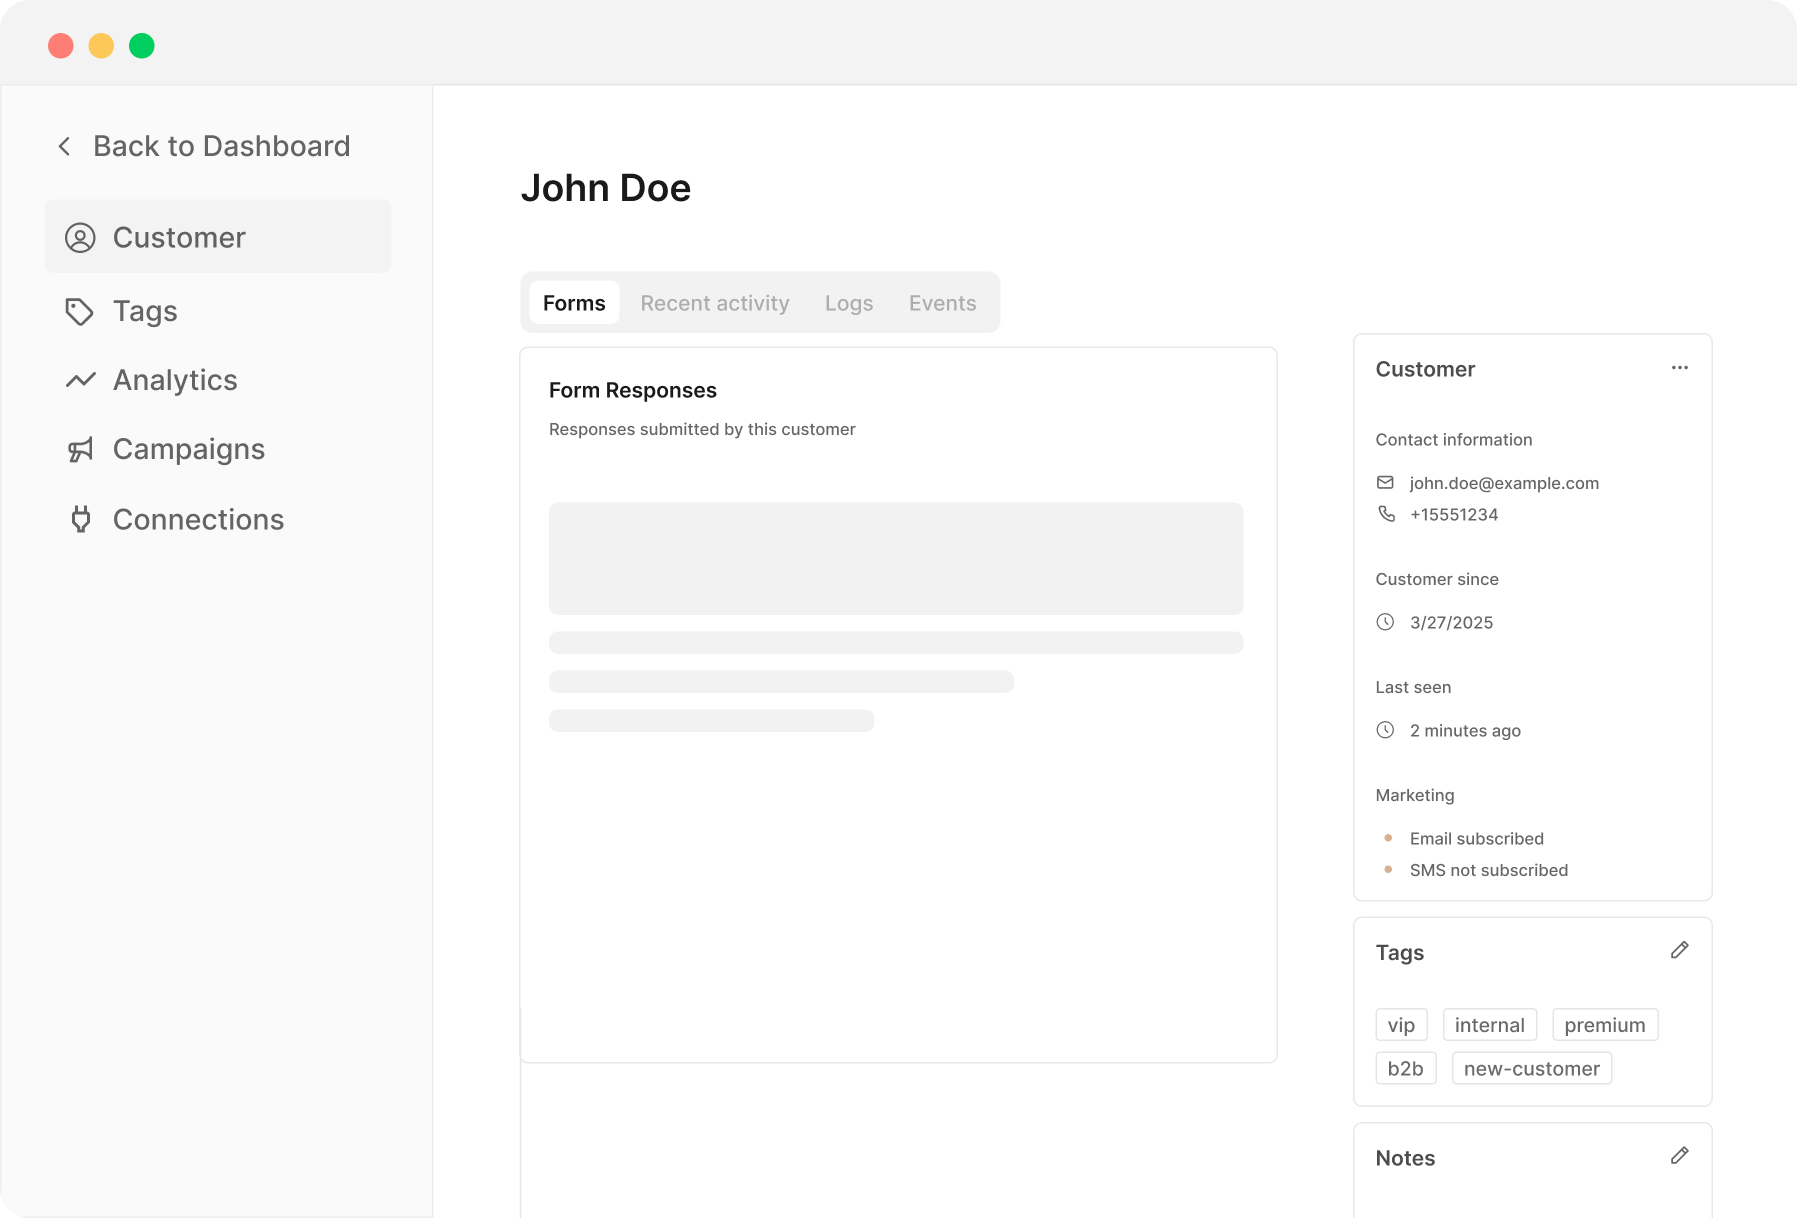 Back to Dashboard
Customer
Tags
Analytics
Campaigns
Connections
John Doe
Forms Recent activity Logs Events
Form Responses
Responses submitted by this customer
Customer
Contact information
john.doe@example.com
+15551234
Customer since
3/27/2025
Last seen
2 minutes ago
Marketing
Email subscribed
SMS not subscribed
Tags
vip internal premium
b2b new-customer
Notes